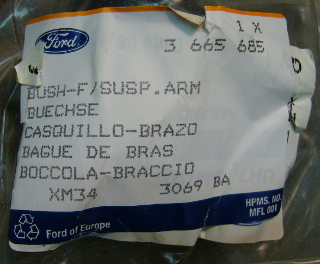 1 X
Ford
3 665 685
BUSH-F/SUSP.ARM
BUECHSE
CASQUILLO-BRAZO
BAGUE DE BRAS
BOCCOLA-BRACCIO
XM34 3069 BA
HPMS. NO.
MFL 001
Ford of Europe